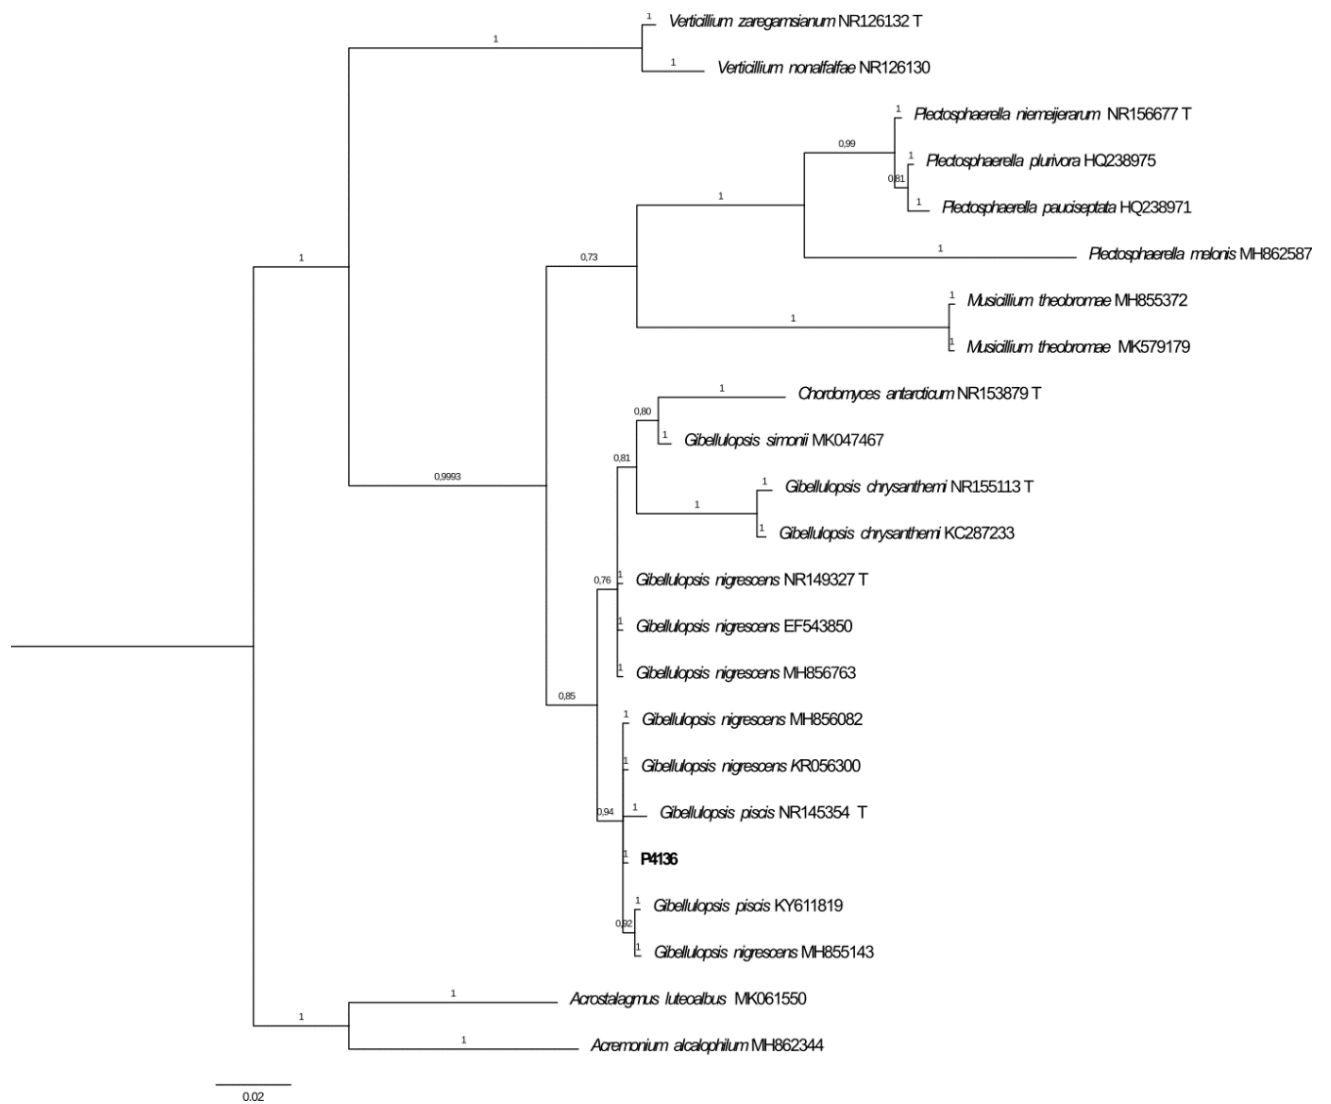 1
Verticillium zaregamsianum NR126132 T
1
1
Verticillium nonalfalfae NR126130
1
Plectosphaerella niemeijerarum NR156677 T
0,99
1
Plectosphaerella plurivora HQ238975
0,81
1
Plectosphaerella pauciseptata HQ238971
1
1
Plectosphaerella melonis MH862587
1
0,73
1
Musicillium theobromae MH855372
1
1
Musicillium theobromae MK579179
1
Chordomyces antarcticum NR153879 T
0,80
1
Gibellulopsis simonii MK047467
0,81
0,9993
1
Gibellulopsis chrysanthemi NR155113 T
1
1
Gibellulopsis chrysanthemi KC287233
0,76
1
Gibellulopsis nigrescens NR149327 T
1
Gibellulopsis nigrescens EF543850
1
Gibellulopsis nigrescens MH856763
0,85
1
Gibellulopsis nigrescens MH856082
1
Gibellulopsis nigrescens KR056300
0,94
1
Gibellulopsis piscis NR145354 T
1
P4136
1
Gibellulopsis piscis KY611819
0,92
1
Gibellulopsis nigrescens MH855143
1
1
Acrostalagmus luteoalbus MK061550
1
Acremonium alcalophilum MH862344
0.02